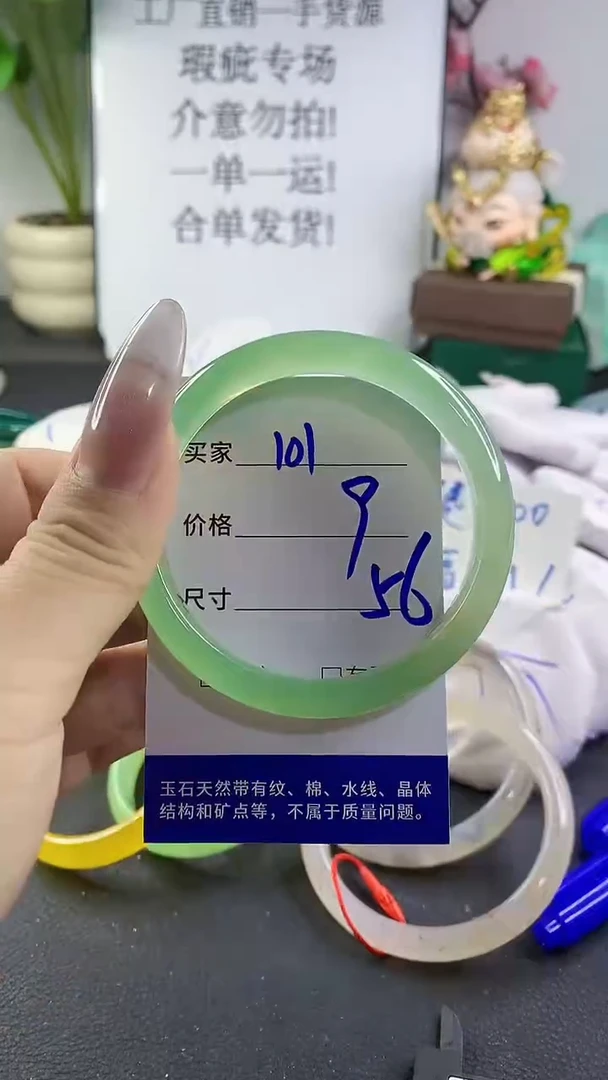 工厂直销一手货源
瑕疵专场
介意勿拍!
一单一运!
合单发货!
买家 101
价格 9
尺寸 56
玉石天然带有纹、棉、水线、晶体
结构和矿点等，不属于质量问题。